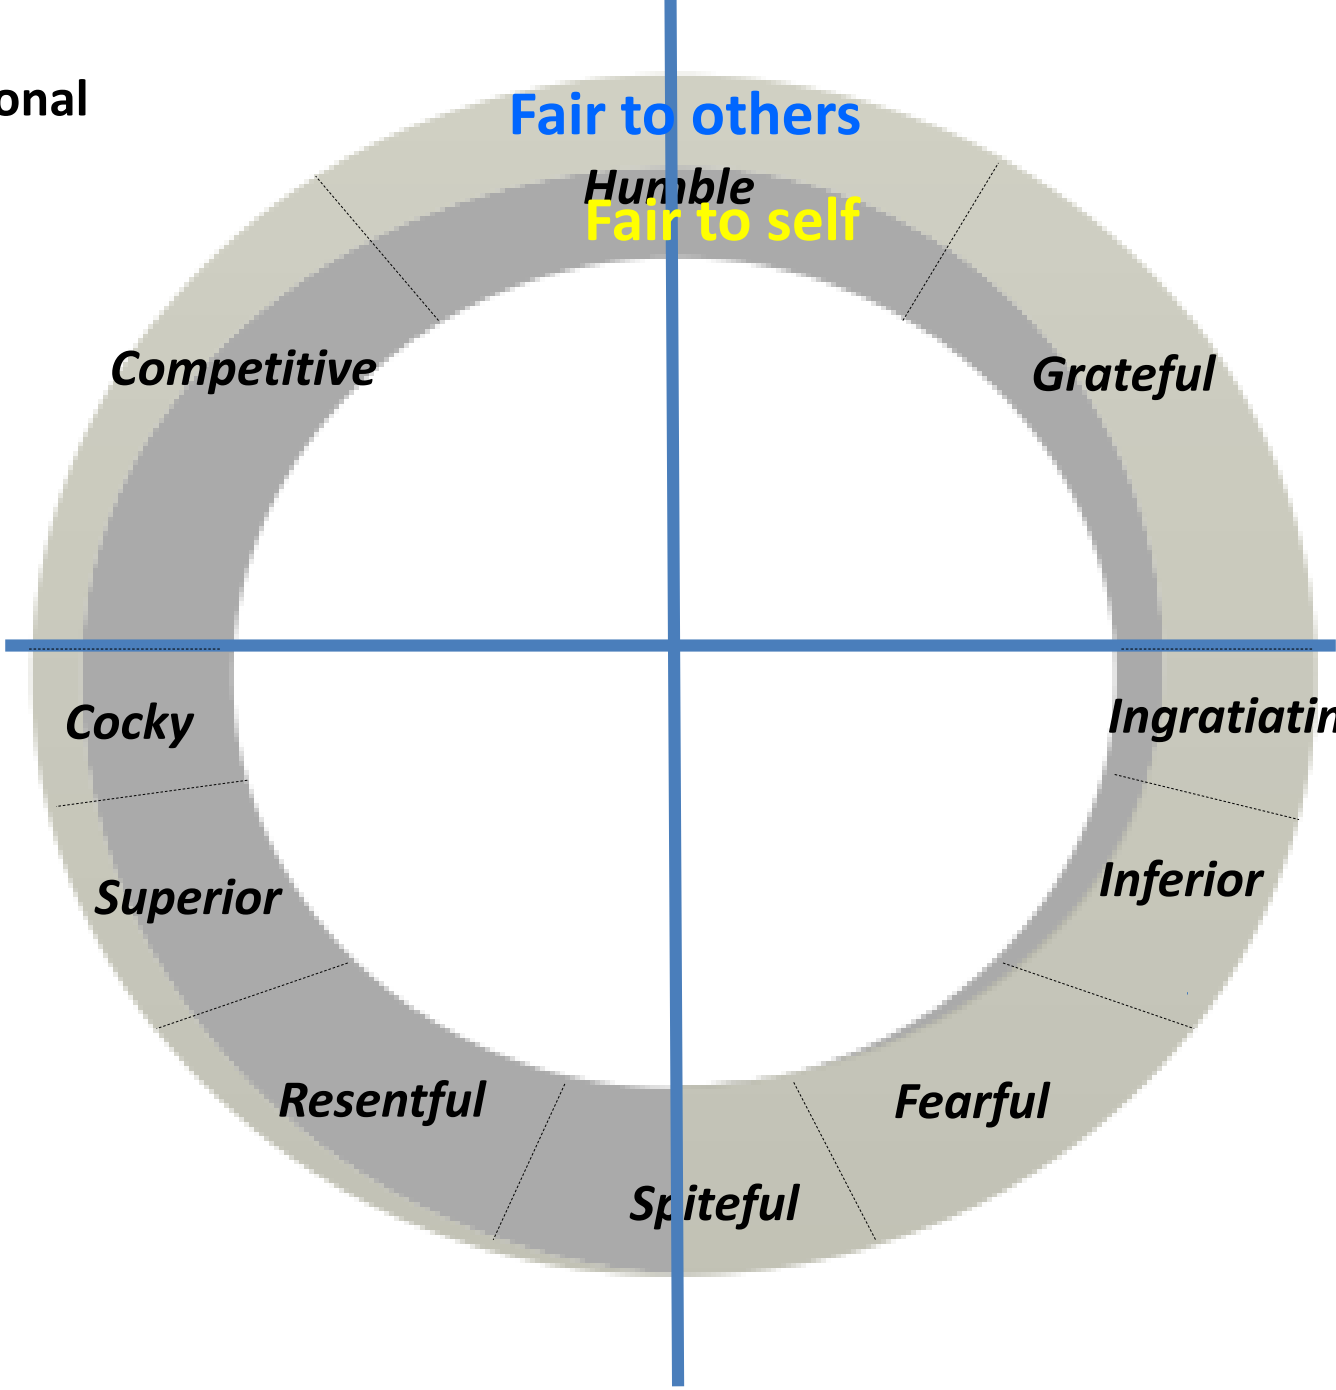 onal
Fair to others
Humble
Fair to self
Competitive
Grateful
Cocky
Ingratiatin
Superior
Inferior
Resentful
Fearful
Spiteful